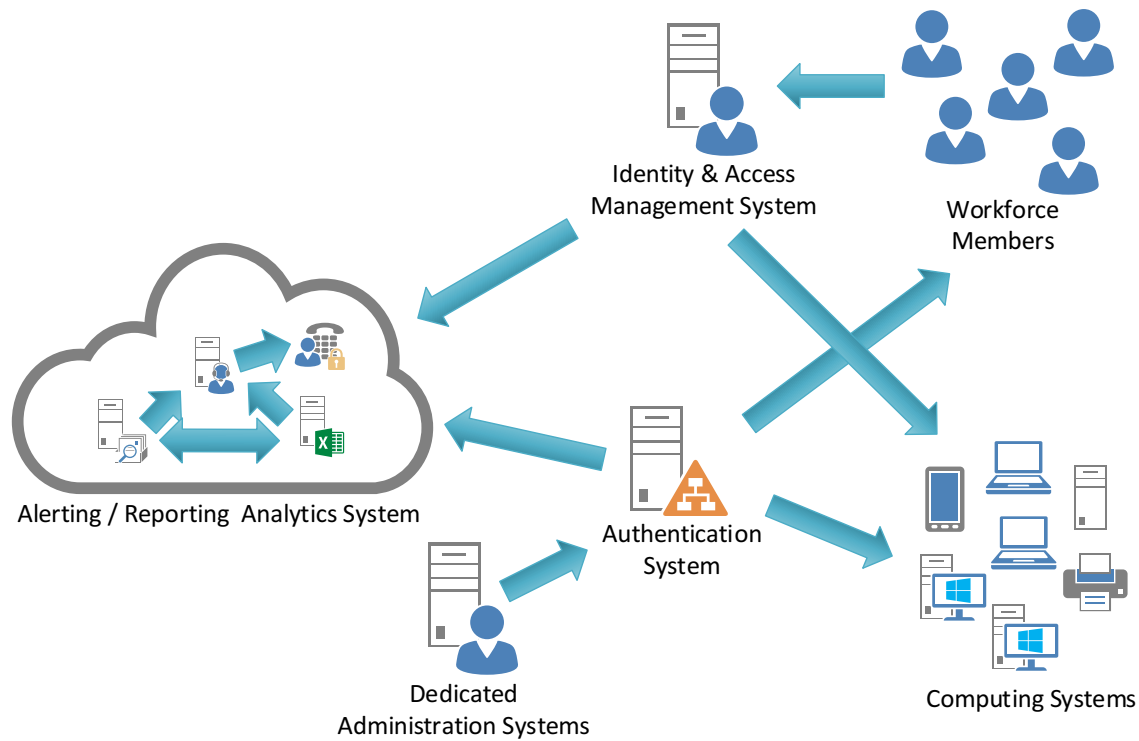 Identity & Access
Management System
Workforce
Members
X
Alerting / Reporting  Analytics System
Authentication
System
Dedicated
Administration Systems
Computing Systems